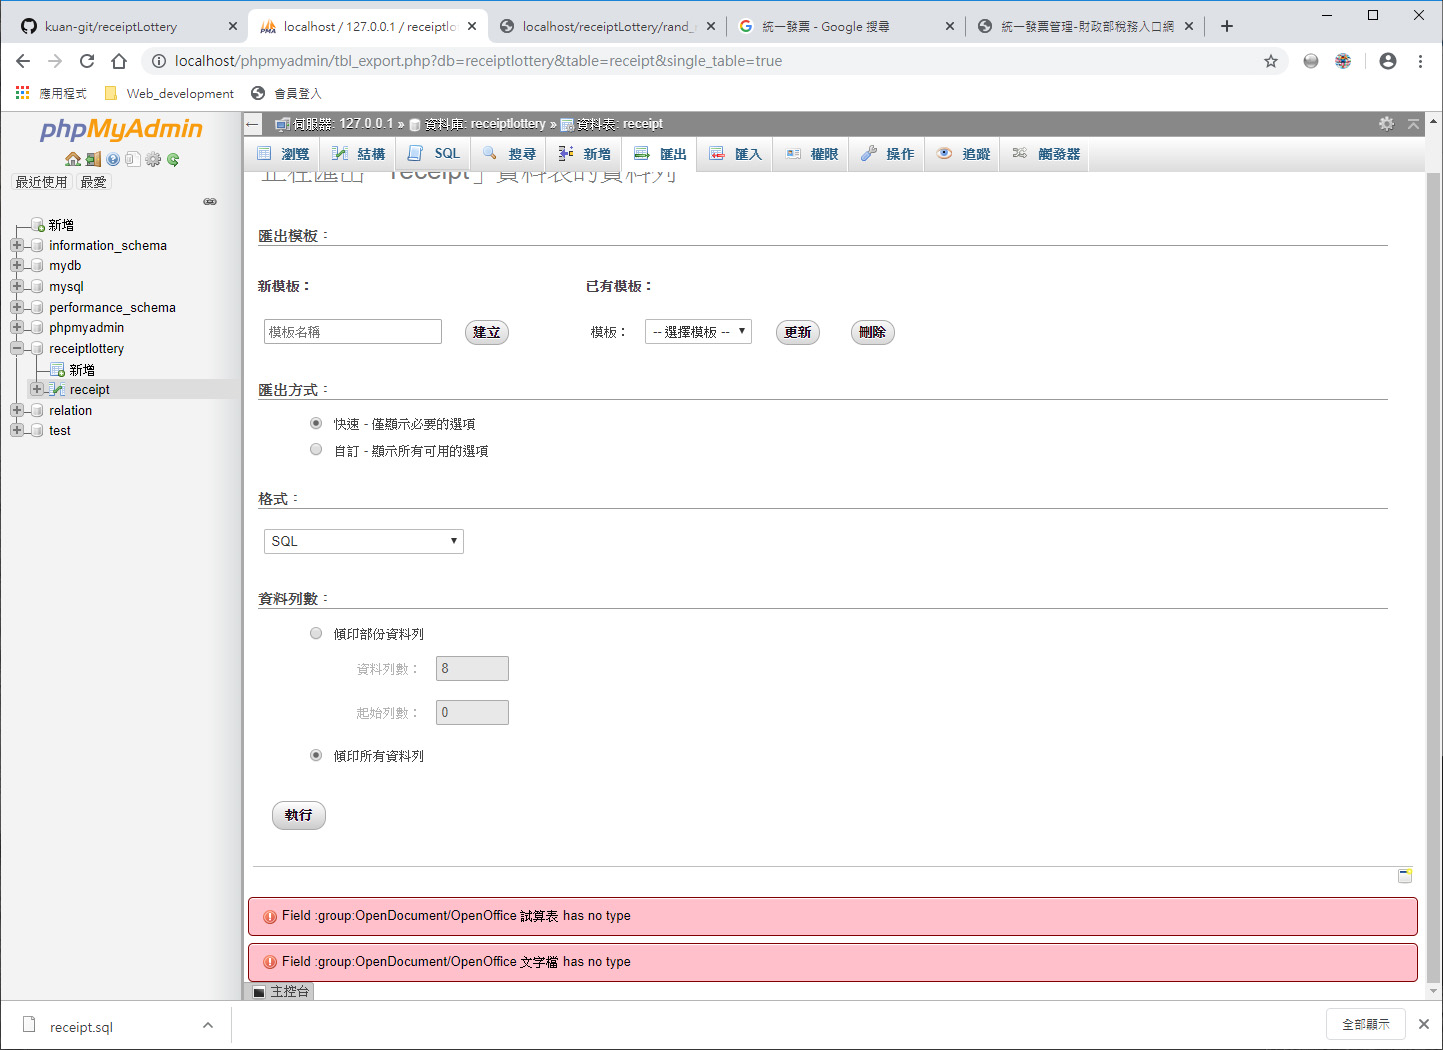 kuan-git/receiptLottery
localhost / 127.0.0.1 / receiptlo
localhost/receiptLottery/rand_
統一發票 - Google 搜尋
統一發票管理-財政部稅務入口網
localhost/phpmyadmin/tbl_export.php?db=receiptlottery&table=receipt&single_table=true
應用程式
Web_development
會員登入
phpMyAdmin
最近使用
最愛
新增
information_schema
mydb
mysql
performance_schema
phpmyadmin
receiptlottery
新增
receipt
relation
test
伺服器: 127.0.0.1 » 資料庫: receiptlottery » 資料表: receipt
瀏覽
結構
SQL
搜尋
新增
匯出
匯入
權限
操作
追蹤
觸發器
正在匯出「receipt」資料表的資料列
匯出模板：
新模板：
已有模板：
模板名稱
建立
模板：
-- 選擇模板 --
更新
刪除
匯出方式：
快速 - 僅顯示必要的選項
自訂 - 顯示所有可用的選項
格式：
SQL
資料列數：
傾印部份資料列
資料列數： 8
起始列數： 0
傾印所有資料列
執行
Field :group:OpenDocument/OpenOffice 試算表 has no type
Field :group:OpenDocument/OpenOffice 文字檔 has no type
主控台
receipt.sql
全部顯示